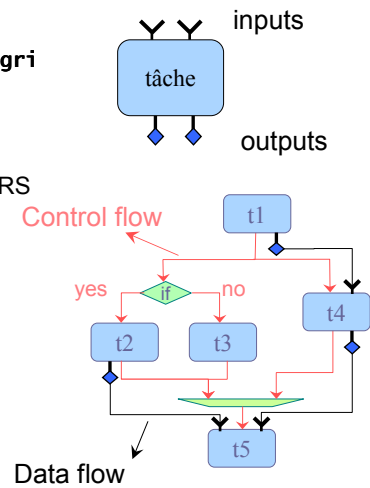 inputs
gri
tâche
outputs
RS
Control flow
t1
yes
if
no
t4
t2
t3
t5
Data flow